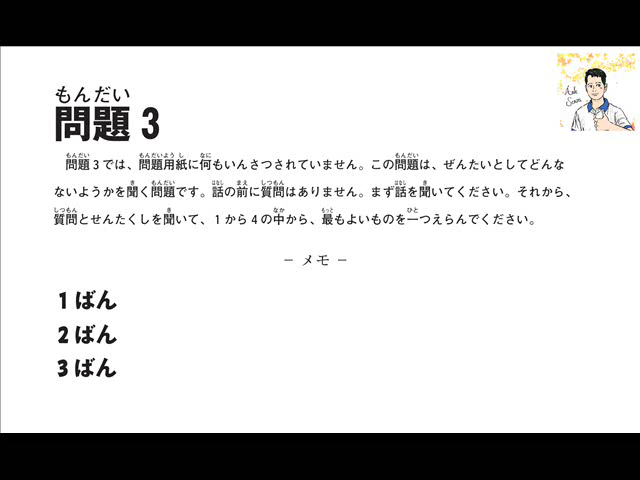 問題 3
問題3では、問題用紙に何もいんさつされていません。この問題は、ぜんたいとしてどんな
ないようかを聞く問題です。話の前に質問はありません。まず話を聞いてください。それから、
質問とせんたくしを聞いて、1から4の中から、最もよいものを一つえらんでください。
– メモ –
1ばん
2ばん
3ばん